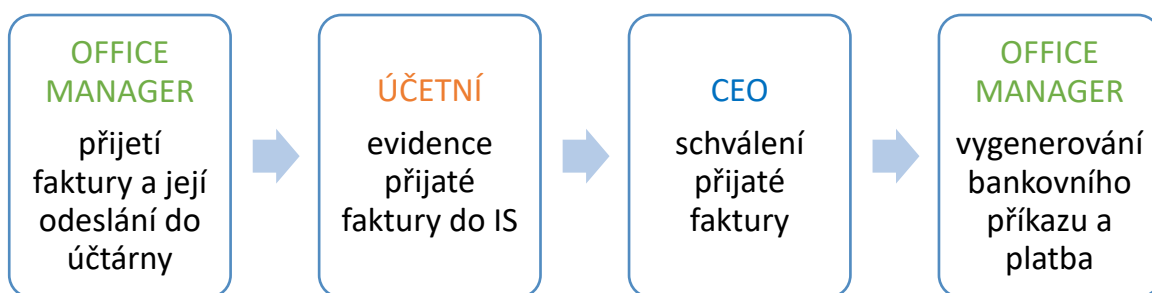 OFFICE
MANAGER
přijetí
faktury a její
odeslání do
účtárny
ÚČETNÍ
evidence
přijaté
faktury do IS
CEO
schválení
přijaté
faktury
OFFICE
MANAGER
vygenerování
bankovního
příkazu a
platba